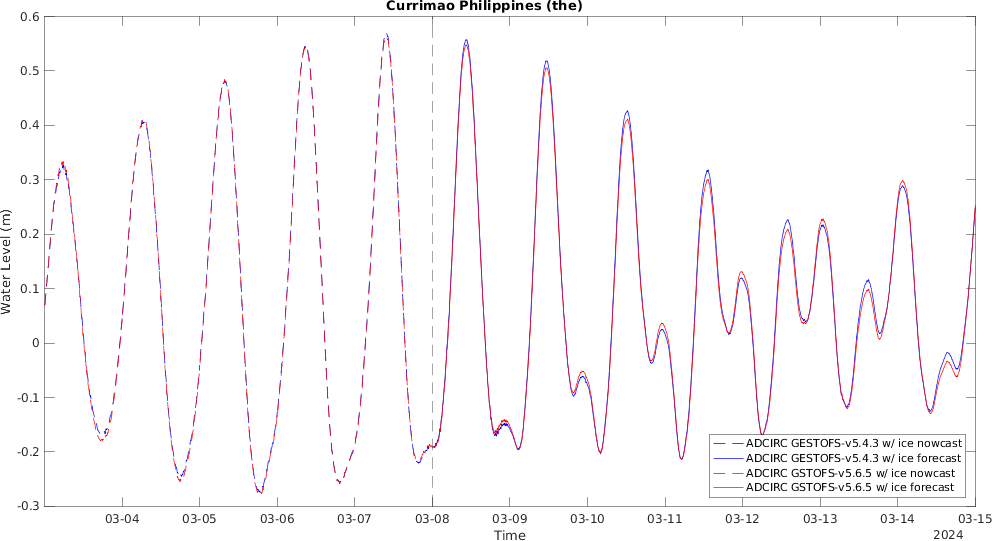 Currimao Philippines (the)
0.6
0.5
0.4
0.3
0.2
0.1
0
-0.1
-0.2
-0.3
Water Level (m)
ADCIRC GESTOFS-v5.4.3 w/ ice nowcast
ADCIRC GESTOFS-v5.4.3 w/ ice forecast
ADCIRC GSTOFS-v5.6.5 w/ ice nowcast
ADCIRC GSTOFS-v5.6.5 w/ ice forecast
03-04 03-05 03-06 03-07 03-08 03-09 03-10 03-11 03-12 03-13 03-14 03-15
Time
2024